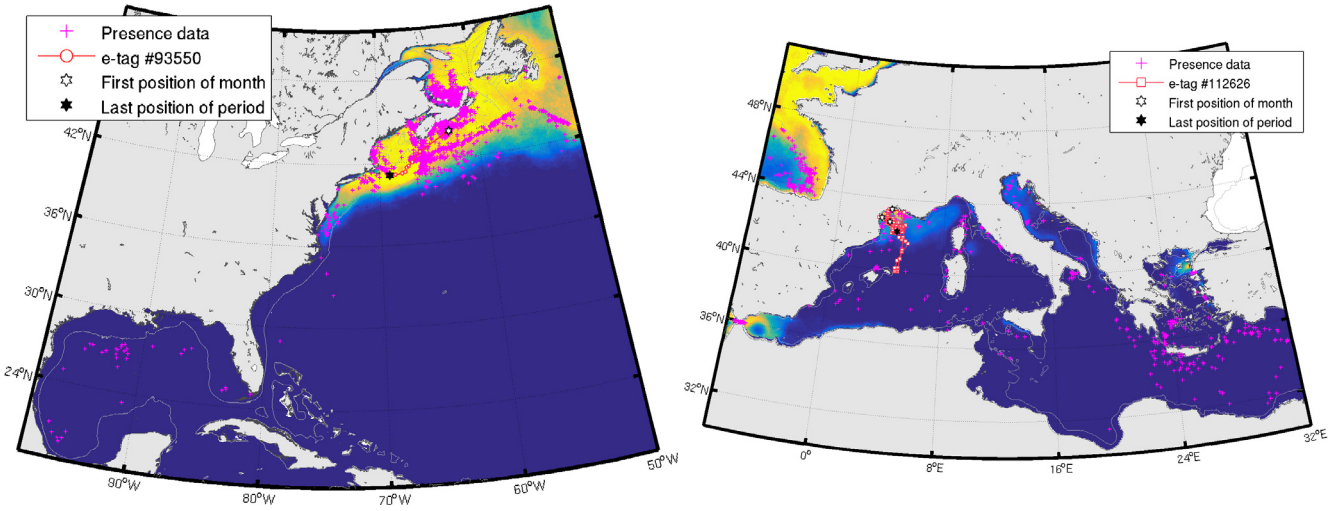 Presence data
e-tag #93550
First position of month
Last position of period
42°N
36°N
30°N
24°N
90°W
80°W
70°W
60°W
50°W
Presence data
e-tag #112626
First position of month
Last position of period
48°N
44°N
40°N
36°N
32°N
0°
8°E
16°E
24°E
32°E